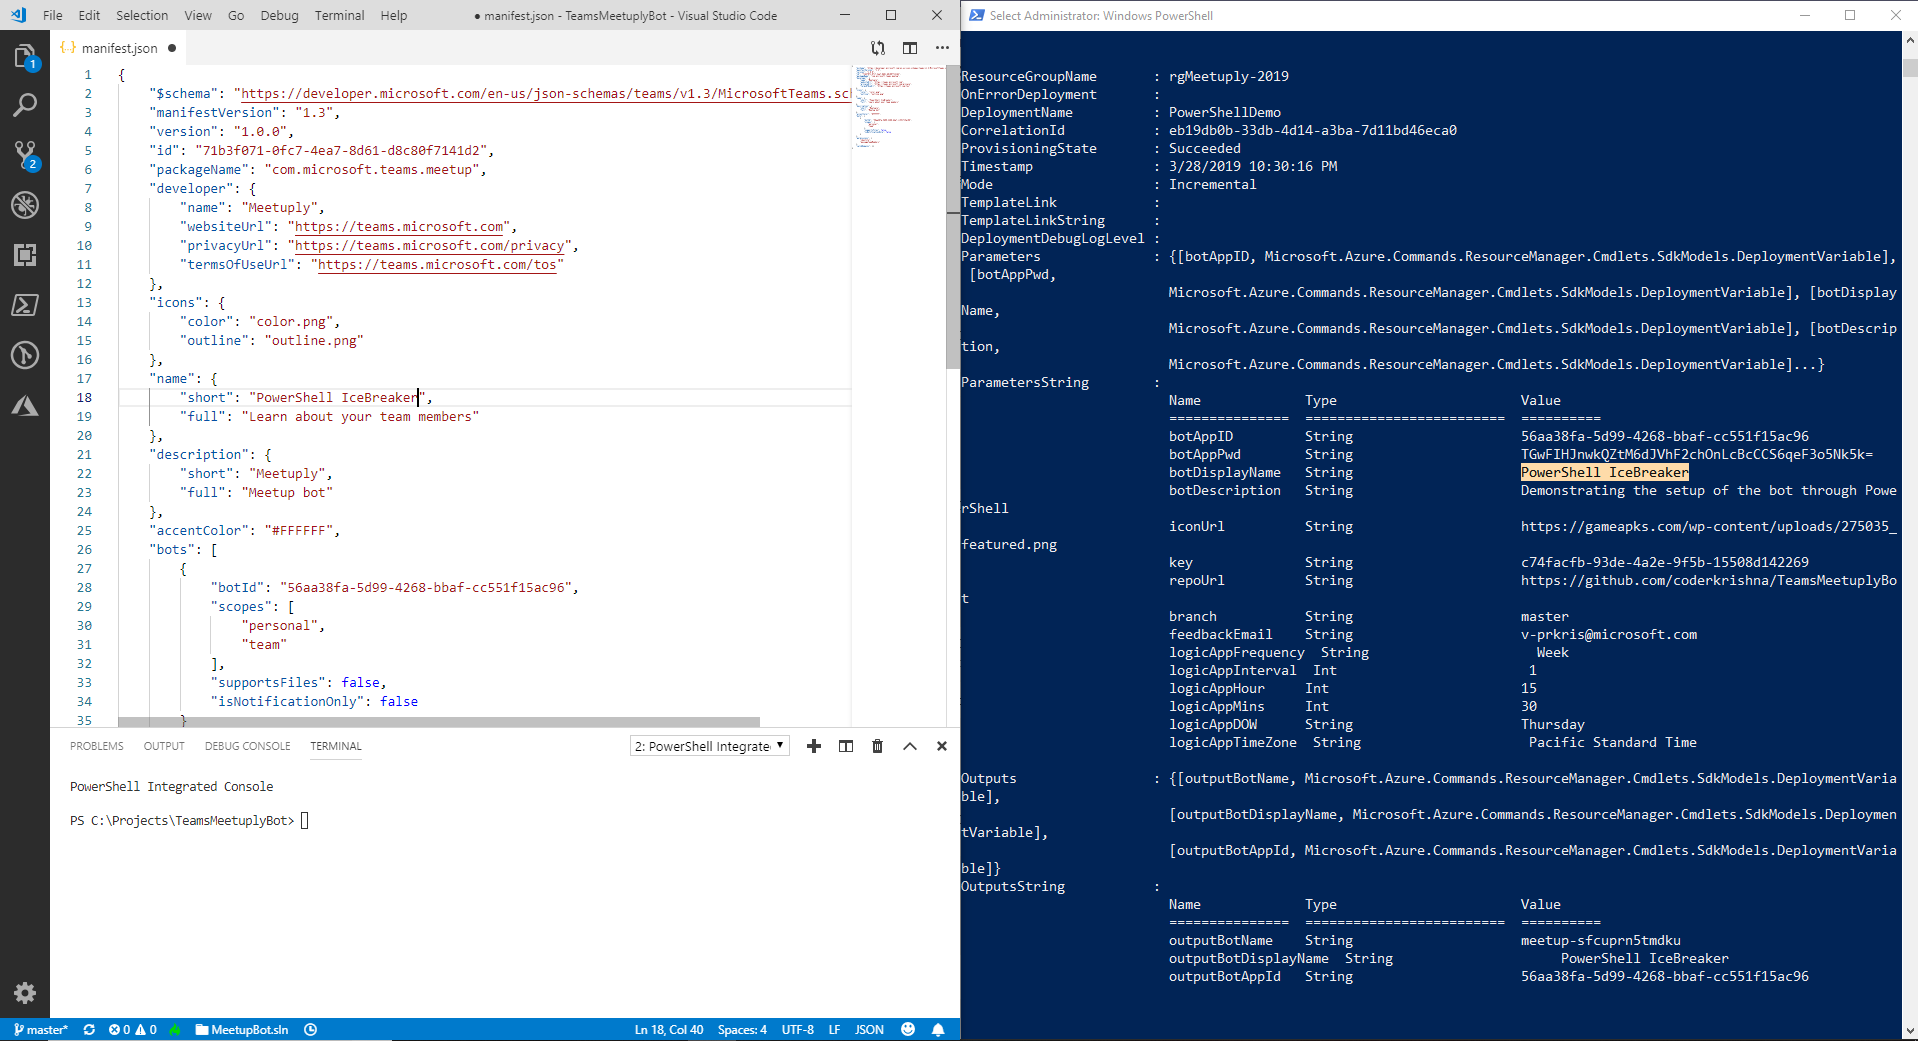 File Edit Selection View Go Debug Terminal Help
● manifest.json - TeamsMeetuplyBot - Visual Studio Code
{} manifest.json ●
1 {
2 "$schema": "https://developer.microsoft.com/en-us/json-schemas/teams/v1.3/MicrosoftTeams.sch
3 "manifestVersion": "1.3",
4 "version": "1.0.0",
5 "id": "71b3f071-0fc7-4ea7-8d61-d8c80f7141d2",
6 "packageName": "com.microsoft.teams.meetup",
7 "developer": {
8 "name": "Meetuply",
9 "websiteUrl": "https://teams.microsoft.com",
10 "privacyUrl": "https://teams.microsoft.com/privacy",
11 "termsOfUseUrl": "https://teams.microsoft.com/tos"
12 },
13 "icons": {
14 "color": "color.png",
15 "outline": "outline.png"
16 },
17 "name": {
18 "short": "PowerShell IceBreaker",
19 "full": "Learn about your team members"
20 },
21 "description": {
22 "short": "Meetuply",
23 "full": "Meetup bot"
24 },
25 "accentColor": "#FFFFFF",
26 "bots": [
27 {
28 "botId": "56aa38fa-5d99-4268-bbaf-cc551f15ac96",
29 "scopes": [
30 "personal",
31 "team"
32 ],
33 "supportsFiles": false,
34 "isNotificationOnly": false
35 }
1
2
PROBLEMS OUTPUT DEBUG CONSOLE TERMINAL
2: PowerShell Integrate
PowerShell Integrated Console
PS C:\Projects\TeamsMeetuplyBot>
master* 0 0 MeetupBot.sln
Ln 18, Col 40 Spaces: 4 UTF-8 LF JSON
Select Administrator: Windows PowerShell
ResourceGroupName : rgMeetuply-2019
OnErrorDeployment :
DeploymentName : PowerShellDemo
CorrelationId : eb19db0b-33db-4d14-a3ba-7d11bd46eca0
ProvisioningState : Succeeded
Timestamp : 3/28/2019 10:30:16 PM
Mode : Incremental
TemplateLink :
TemplateLinkString :
DeploymentDebugLogLevel :
Parameters : {[botAppID, Microsoft.Azure.Commands.ResourceManager.Cmdlets.SdkModels.DeploymentVariable],
[botAppPwd,
Microsoft.Azure.Commands.ResourceManager.Cmdlets.SdkModels.DeploymentVariable], [botDisplay
Name,
Microsoft.Azure.Commands.ResourceManager.Cmdlets.SdkModels.DeploymentVariable], [botDescrip
tion,
Microsoft.Azure.Commands.ResourceManager.Cmdlets.SdkModels.DeploymentVariable]...}
ParametersString :
Name Type Value
=============== ========================= ==========
botAppID String 56aa38fa-5d99-4268-bbaf-cc551f15ac96
botAppPwd String TGwFIHJnwkQZtM6dJVhF2chOnLcBcCCS6qeF3o5Nk5k=
botDisplayName String PowerShell IceBreaker
botDescription String Demonstrating the setup of the bot through Powe
rShell
iconUrl String https://gameapks.com/wp-content/uploads/275035_
featured.png
key String c74facfb-93de-4a2e-9f5b-15508d142269
repoUrl String https://github.com/coderkrishna/TeamsMeetuplyBo
t
branch String master
feedbackEmail String v-prkris@microsoft.com
logicAppFrequency String Week
logicAppInterval Int 1
logicAppHour Int 15
logicAppMins Int 30
logicAppDOW String Thursday
logicAppTimeZone String Pacific Standard Time
Outputs : {[outputBotName, Microsoft.Azure.Commands.ResourceManager.Cmdlets.SdkModels.DeploymentVaria
ble],
[outputBotDisplayName, Microsoft.Azure.Commands.ResourceManager.Cmdlets.SdkModels.Deploymen
tVariable],
[outputBotAppId, Microsoft.Azure.Commands.ResourceManager.Cmdlets.SdkModels.DeploymentVaria
ble]}
OutputsString :
Name Type Value
=============== ========================= ==========
outputBotName String meetup-sfcuprn5tmdku
outputBotDisplayName String PowerShell IceBreaker
outputBotAppId String 56aa38fa-5d99-4268-bbaf-cc551f15ac96